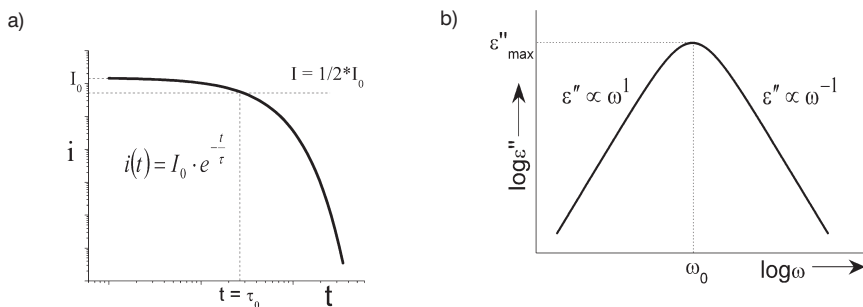 a)
I₀
I = 1/2*I₀
i
i(t) = I₀ · e^(-t/τ)
t = τ₀
t
b)
ε″max
ε″ ∝ ω¹
ε″ ∝ ω⁻¹
logε″
ω₀
logω